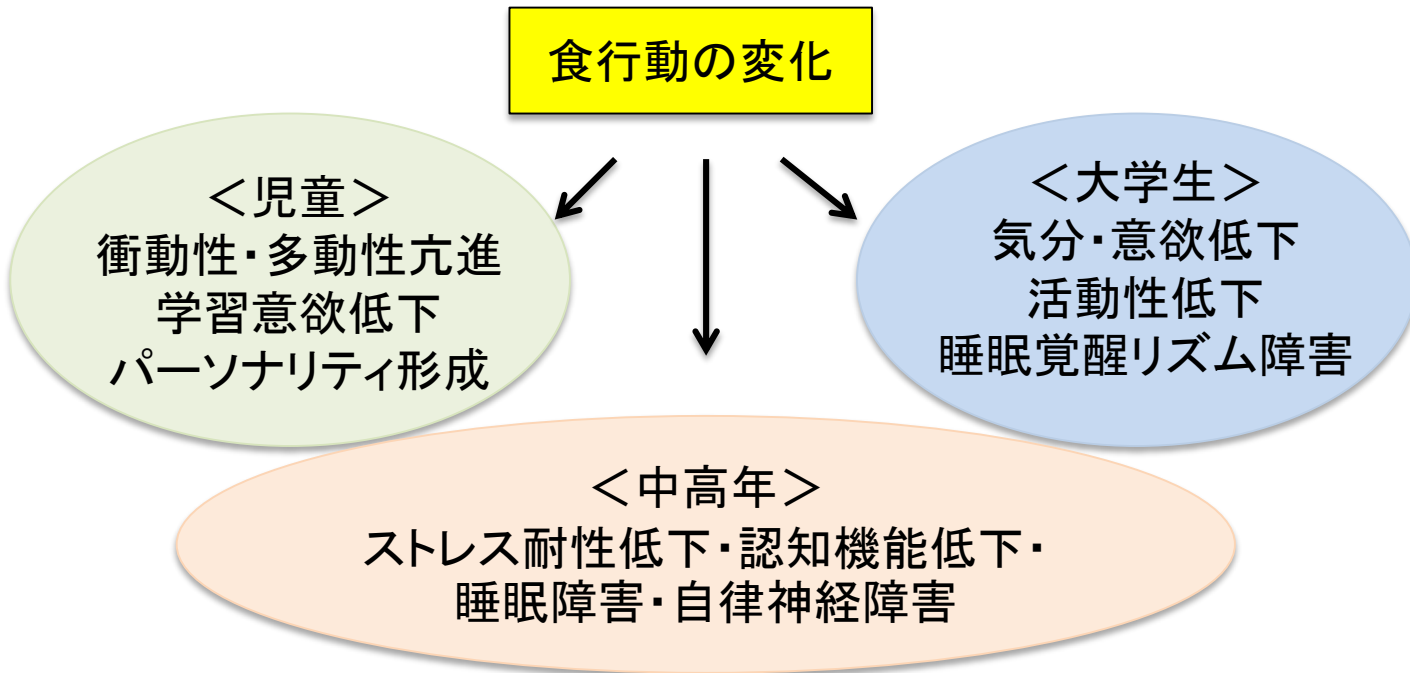 食行動の変化
＜児童＞
衝動性・多動性亢進
学習意欲低下
パーソナリティ形成
＜大学生＞
気分・意欲低下
活動性低下
睡眠覚醒リズム障害
＜中高年＞
ストレス耐性低下・認知機能低下・
睡眠障害・自律神経障害